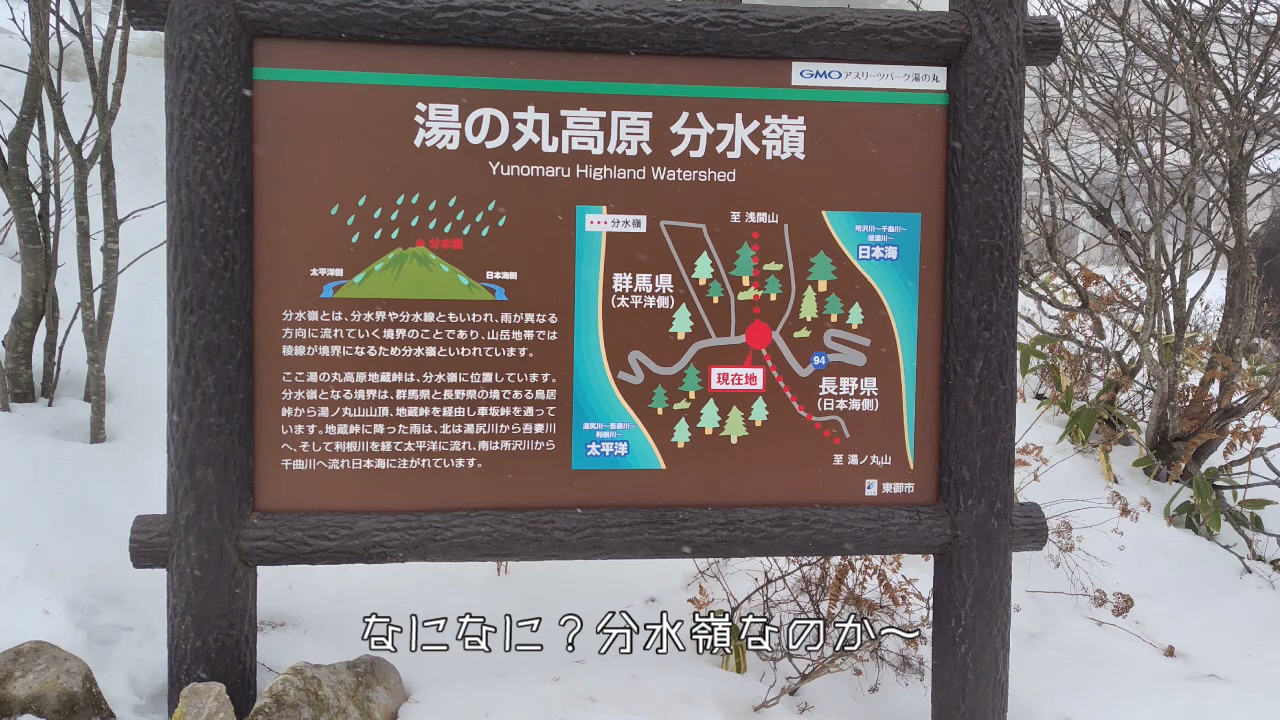 GMOアスリーツパーク湯の丸
湯の丸高原 分水嶺
Yunomaru Highland Watershed
分水嶺
太平洋側
日本海側
分水嶺とは、分水界や分水線ともいわれ、雨が異なる
方向に流れていく境界のことであり、山岳地帯では
稜線が境界になるため分水嶺といわれています。
ここ湯の丸高原地蔵峠は、分水嶺に位置しています。
分水嶺となる境界は、群馬県と長野県の境である鳥居
峠から湯ノ丸山山頂、地蔵峠を経由し車坂峠を通って
います。地蔵峠に降った雨は、北は湯尻川から吾妻川
へ、そして利根川を経て太平洋に流れ、南は所沢川から
千曲川へ流れ日本海に注がれています。
分水嶺
至 浅間山
所沢川～千曲川～
信濃川～
日本海
群馬県
(太平洋側)
94
現在地
長野県
(日本海側)
湯尻川～吾妻川～
利根川～
太平洋
至 湯ノ丸山
東御市
なになに？分水嶺なのか～